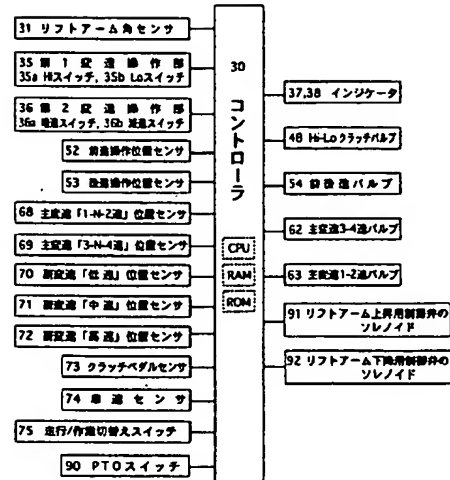 31 リフトアーム角センサ
35 第1変速操作部
35a Hiスイッチ, 35b Loスイッチ
36 第2変速操作部
36a 増速スイッチ, 36b 減速スイッチ
52 前進操作位置センサ
53 後進操作位置センサ
68 主変速「1-N-2速」位置センサ
69 主変速「3-N-4速」位置センサ
70 副変速「低速」位置センサ
71 副変速「中速」位置センサ
72 副変速「高速」位置センサ
73 クラッチペダルセンサ
74 車速センサ
75 走行/作業切替えスイッチ
90 PTOスイッチ
30
コントローラ
CPU
RAM
ROM
37,38 インジケータ
48 Hi-Loクラッチバルブ
54 前後進バルブ
62 主変速3-4速バルブ
63 主変速1-2速バルブ
91 リフトアーム上昇用制御弁の
ソレノイド
92 リフトアーム下降用制御弁の
ソレノイド